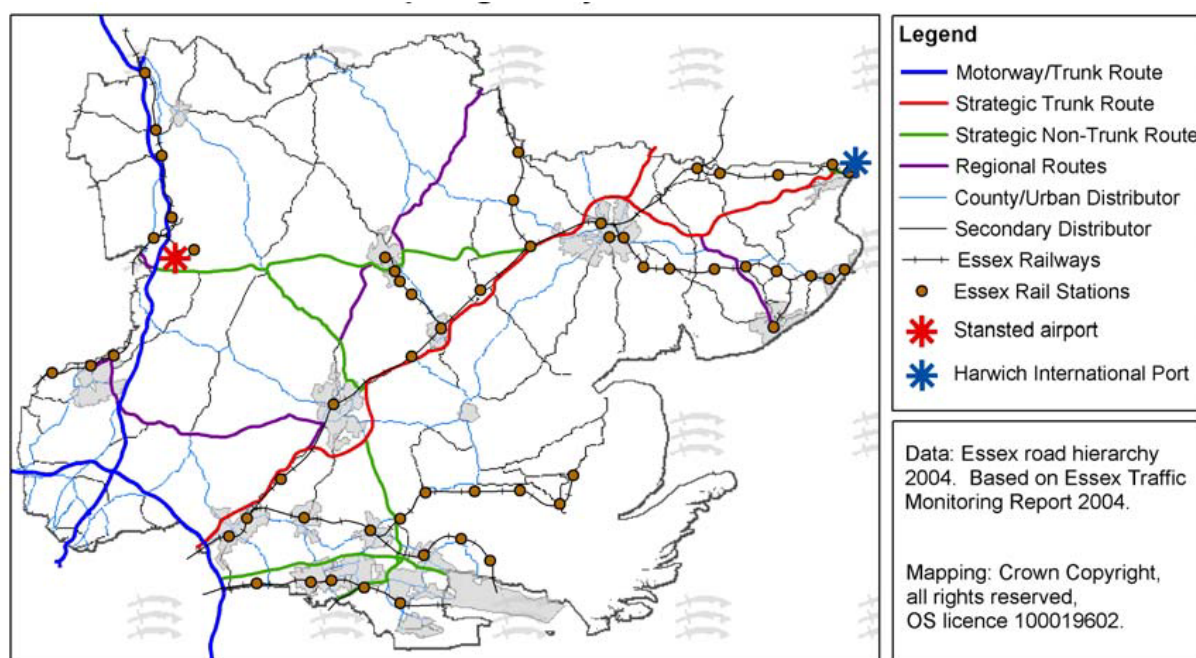 Legend
Motorway/Trunk Route
Strategic Trunk Route
Strategic Non-Trunk Route
Regional Routes
County/Urban Distributor
Secondary Distributor
Essex Railways
Essex Rail Stations
Stansted airport
Harwich International Port
Data: Essex road hierarchy
2004. Based on Essex Traffic
Monitoring Report 2004.
Mapping: Crown Copyright,
all rights reserved,
OS licence 100019602.